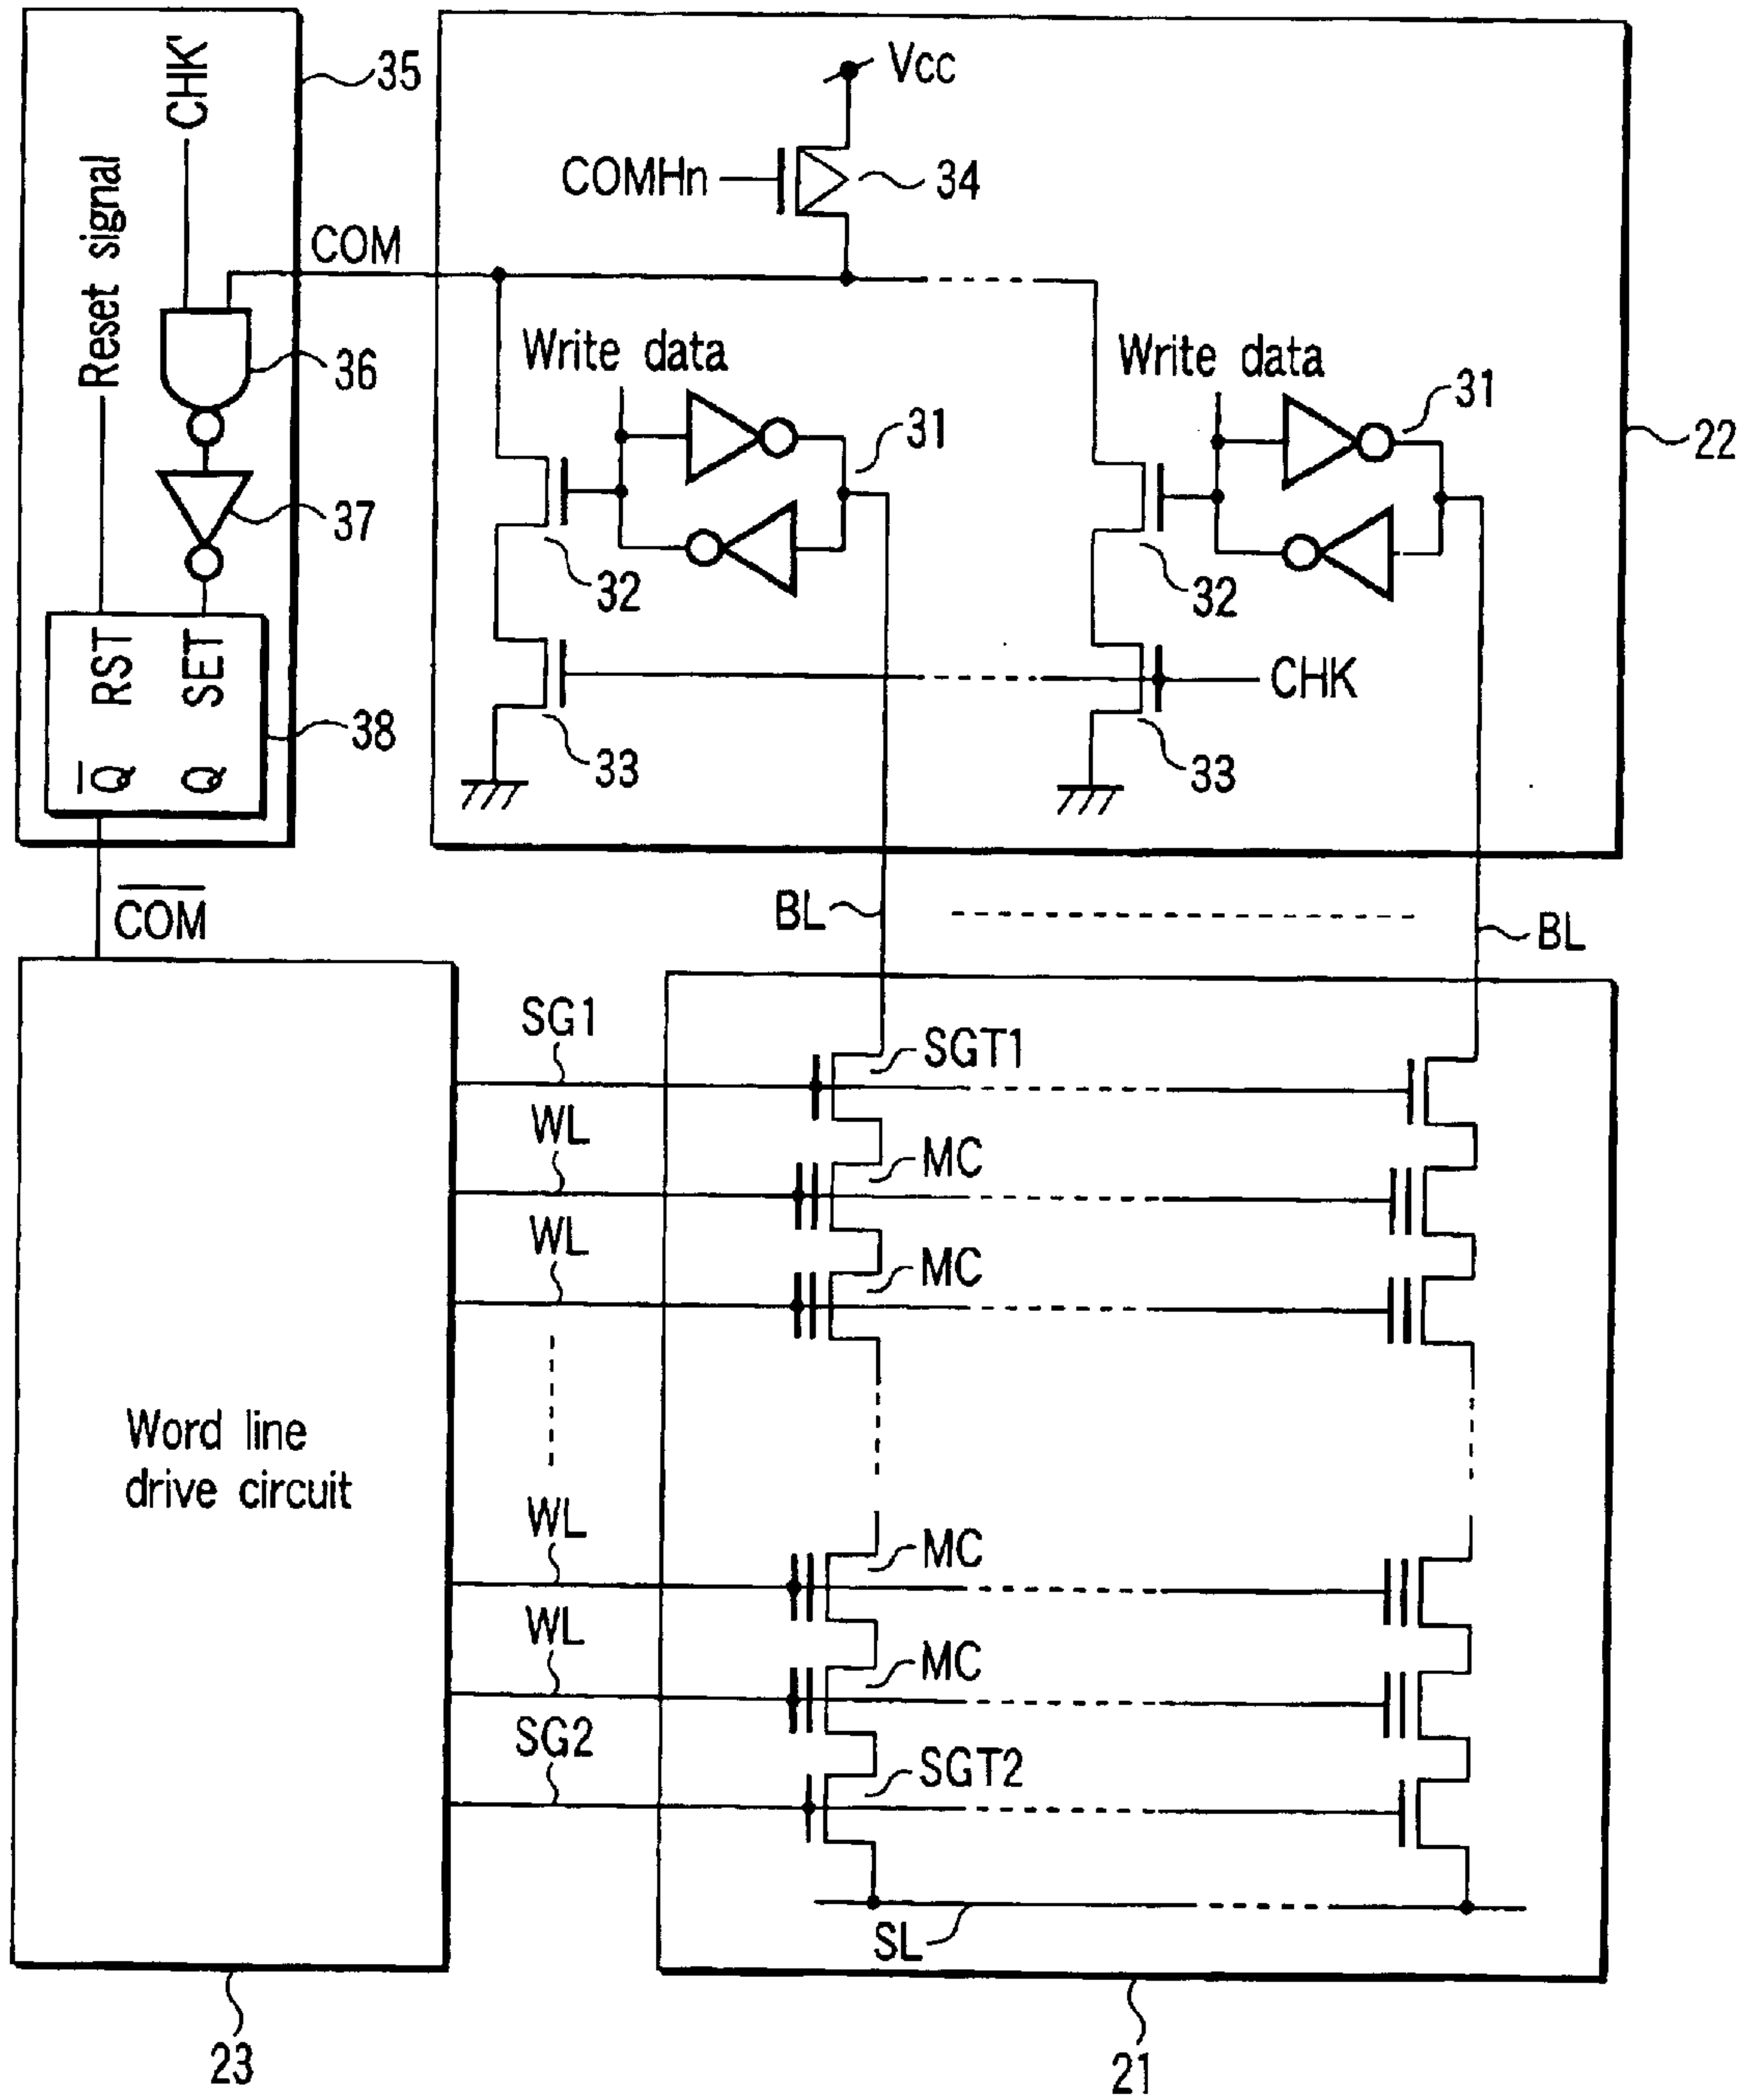 CHK'
35
Reset signal
36
37
RST
SET
Q̅
Q
38
Vcc
COMHn
34
COM
Write data
31
Write data
31
22
32
32
CHK
33
33
C̅O̅M̅
BL
BL
SG1
SGT1
WL
MC
WL
MC
Word line
drive circuit
WL
MC
WL
MC
SG2
SGT2
SL
23
21